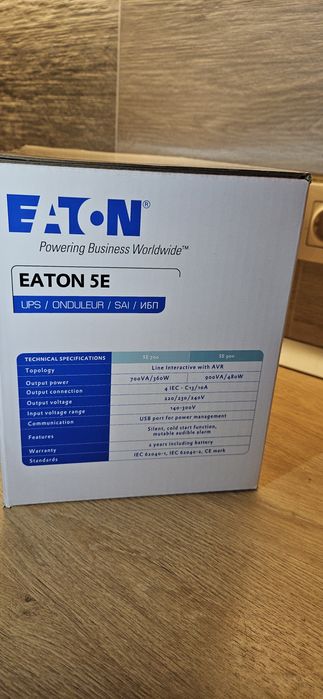 EATON®
Powering Business Worldwide™
EATON 5E
UPS / ONDULEUR / SAI / ИБП
TECHNICAL SPECIFICATIONS 5E 700 5E 900
Topology Line Interactive with AVR
Output power 700VA/360W 900VA/480W
Output connection 4 IEC - C13/10A
Output voltage 220/230/240V
Input voltage range 140-300V
Communication USB port for power management
Features Silent, cold start function,
mutable audible alarm
Warranty 2 years including battery
Standards IEC 62040-1, IEC 62040-2, CE mark